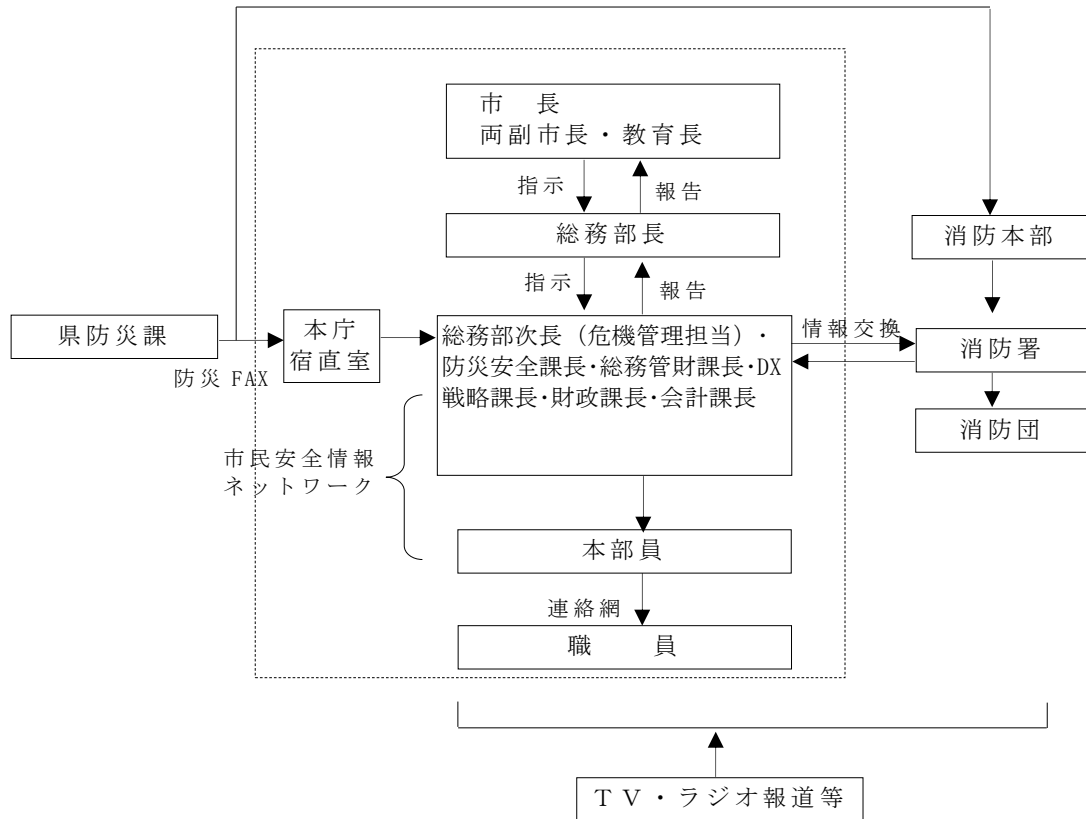 市　長
両副市長・教育長
指示
報告
総務部長
消防本部
指示
報告
県防災課
防災 FAX
本庁
宿直室
総務部次長（危機管理担当）・
防災安全課長・総務管財課長・DX
戦略課長・財政課長・会計課長
情報交換
消防署
消防団
市民安全情報
ネットワーク
本部員
連絡網
職　　員
ＴＶ・ラジオ報道等